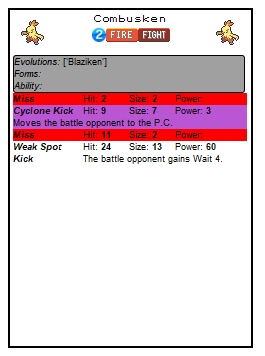 Combusken
2 FIRE FIGHT
Evolutions: ['Blaziken']
Forms:
Ability:
Miss Hit: 2 Size: 2 Power:
Cyclone Kick Hit: 9 Size: 7 Power: 3
Moves the battle opponent to the P.C.
Miss Hit: 11 Size: 2 Power:
Weak Spot Hit: 24 Size: 13 Power: 60
Kick The battle opponent gains Wait 4.